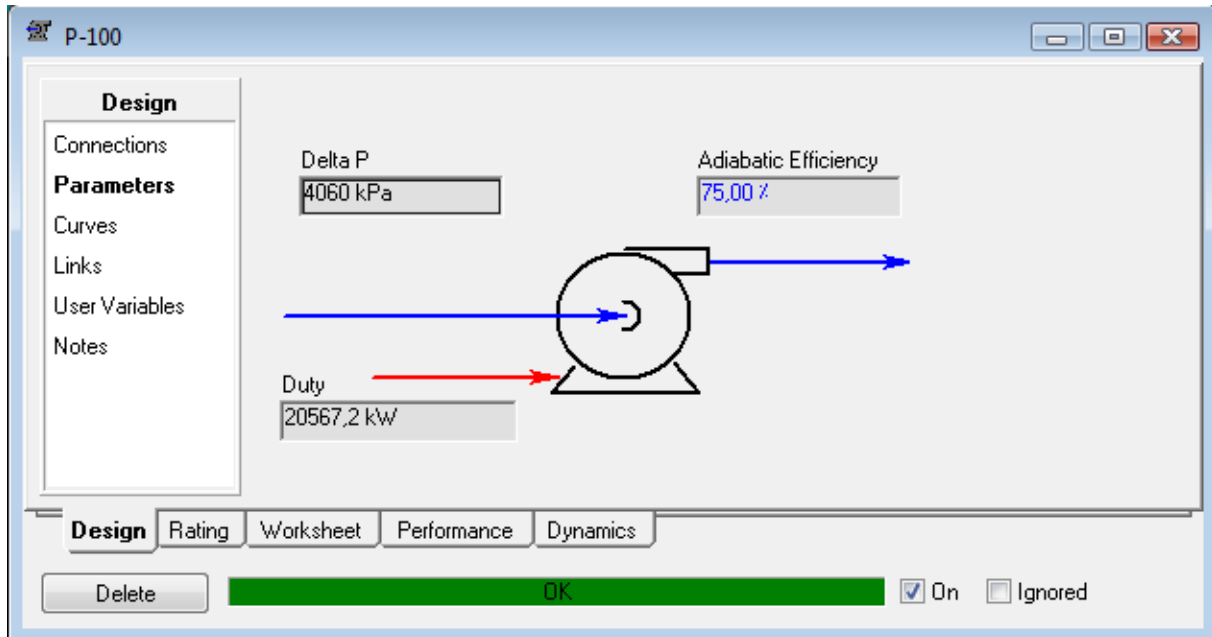 P-100
Design
Connections
Parameters
Curves
Links
User Variables
Notes
Delta P
4060 kPa
Adiabatic Efficiency
75,00 %
Duty
20567,2 kW
Design Rating Worksheet Performance Dynamics
Delete OK On Ignored